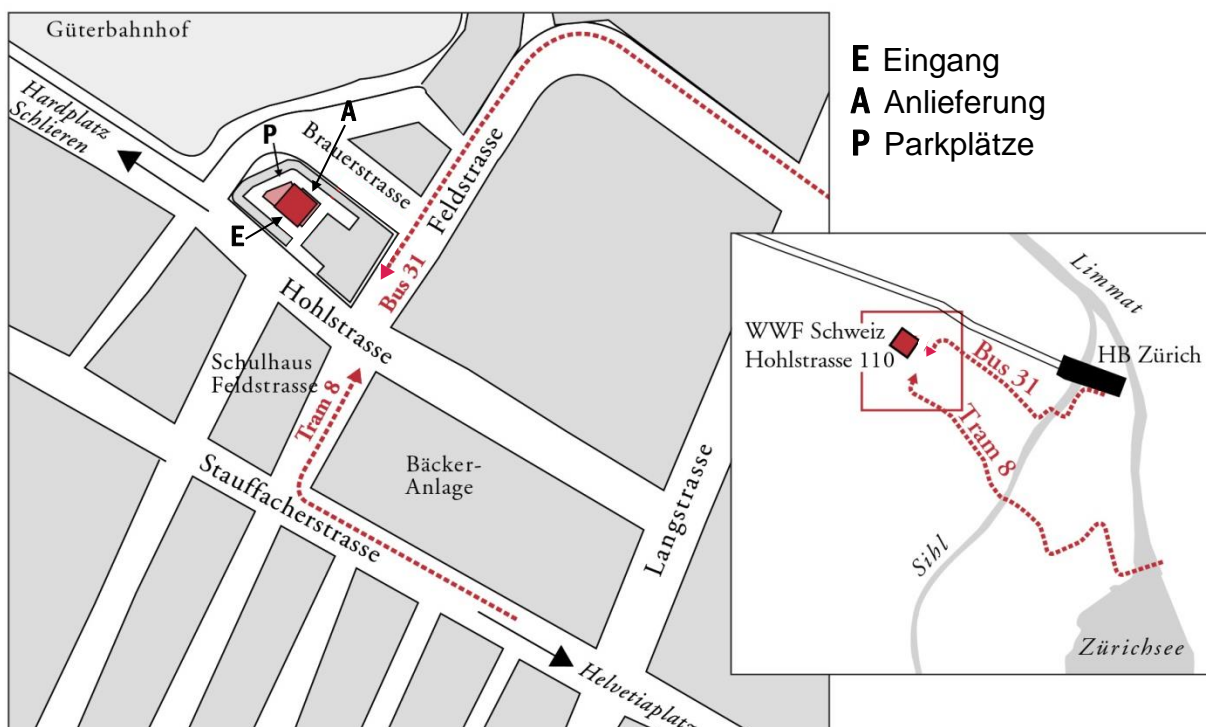 Güterbahnhof
Hardplatz
Schlieren
P
A
Brauerstrasse
E
Feldstrasse
Bus 31
Hohlstrasse
Schulhaus
Feldstrasse
Tram 8
Bäcker-
Anlage
Stauffacherstrasse
Langstrasse
Helvetiaplatz
E Eingang
A Anlieferung
P Parkplätze
Limmat
WWF Schweiz
Hohlstrasse 110
Bus 31
HB Zürich
Tram 8
Sihl
Zürichsee